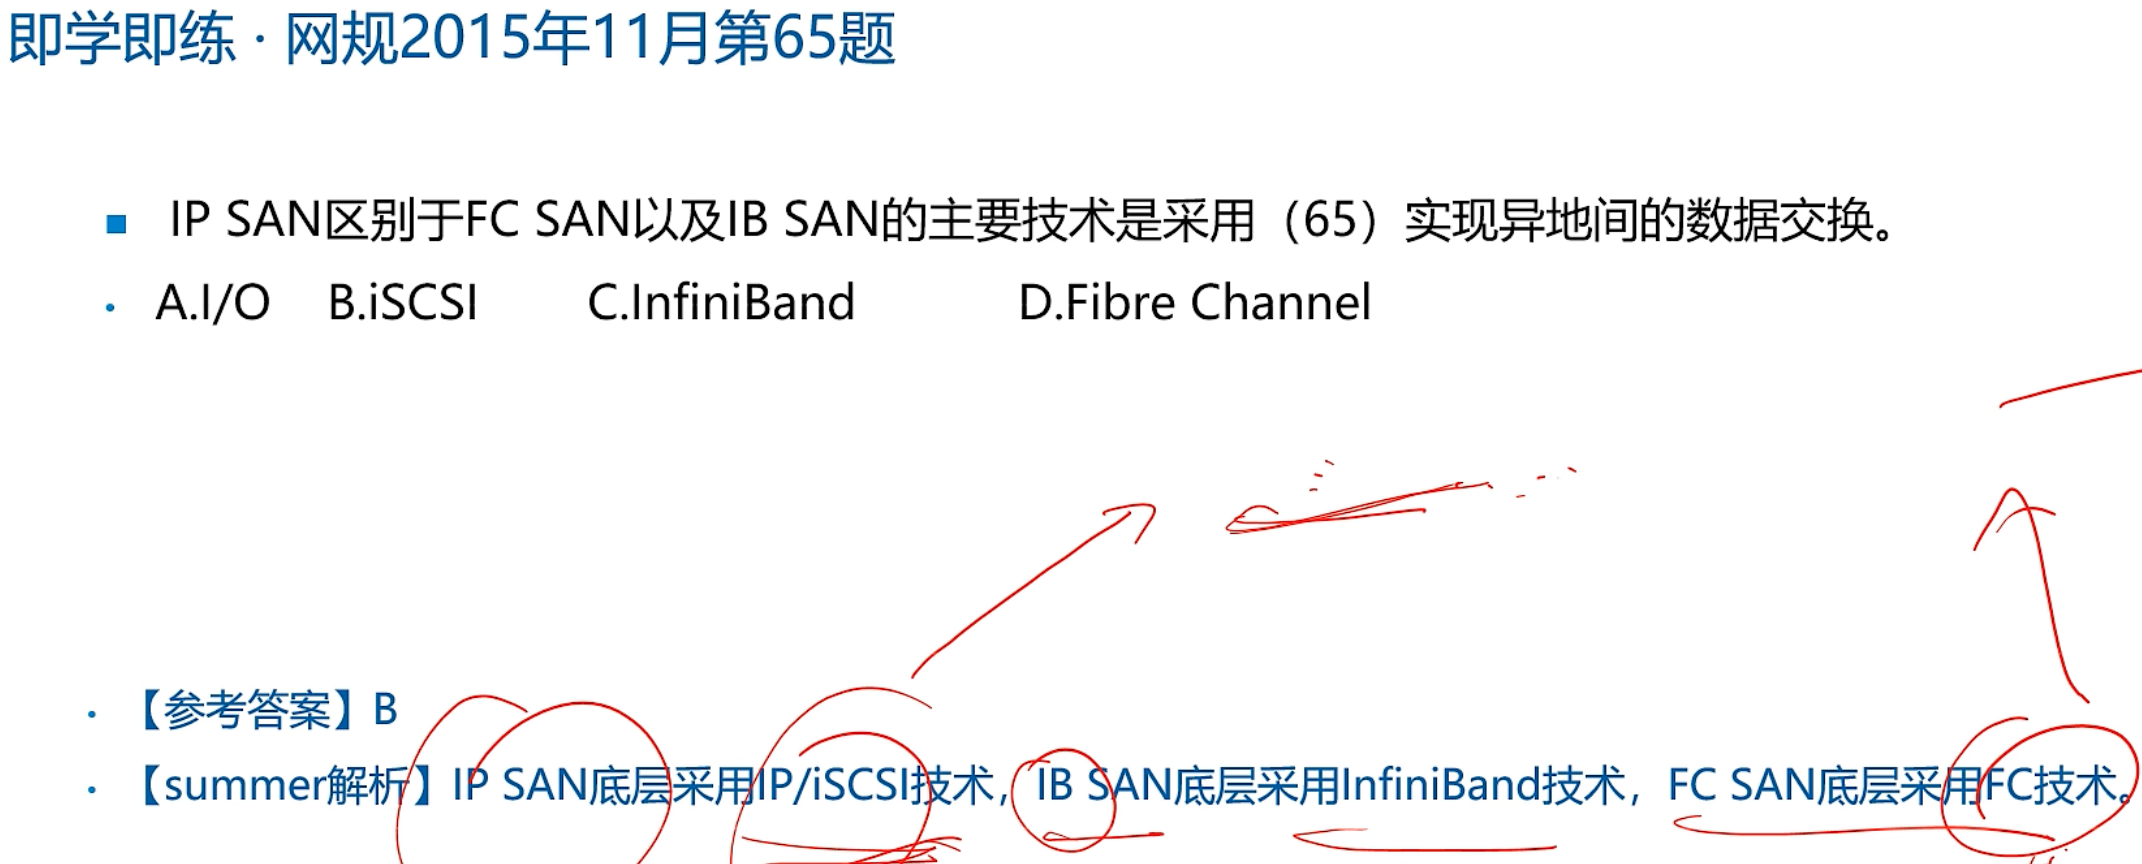 即学即练·网规2015年11月第65题
IP SAN区别于FC SAN以及IB SAN的主要技术是采用（65）实现异地间的数据交换。
A.I/O B.iSCSI C.InfiniBand D.Fibre Channel
【参考答案】B
【summer解析】IP SAN底层采用IP/iSCSI技术，IB SAN底层采用InfiniBand技术，FC SAN底层采用FC技术。